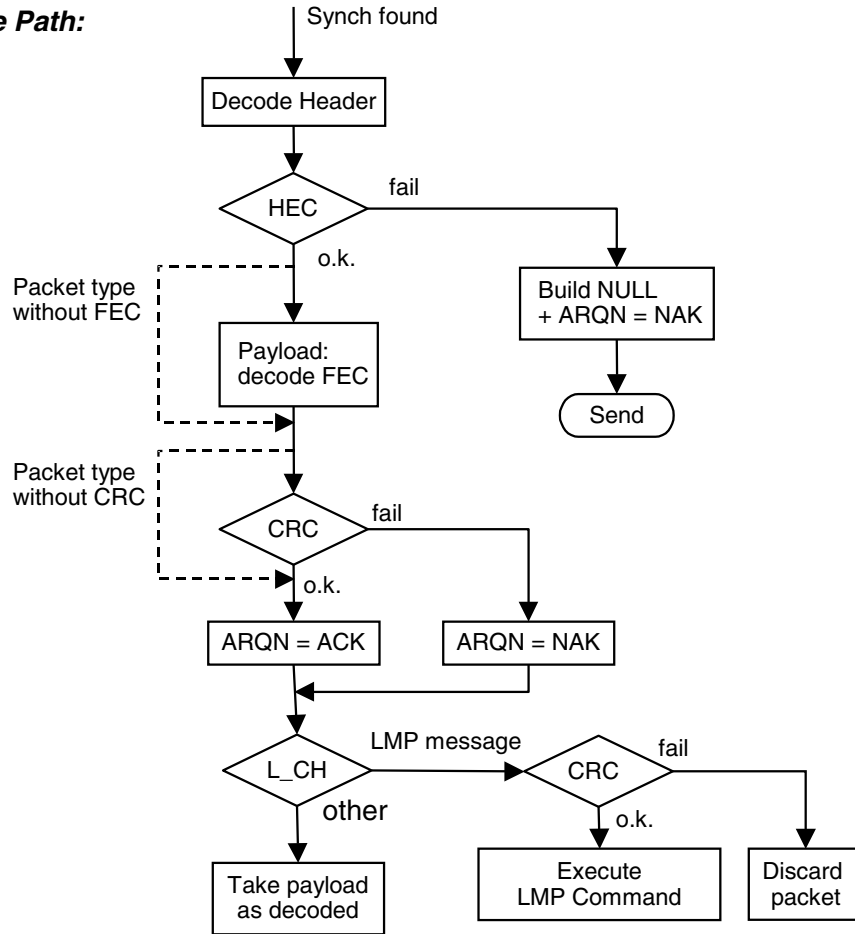 e Path:
Synch found
Decode Header
HEC
fail
o.k.
Packet type
without FEC
Build NULL
+ ARQN = NAK
Payload:
decode FEC
Send
Packet type
without CRC
CRC
fail
o.k.
ARQN = ACK
ARQN = NAK
L_CH
LMP message
CRC
fail
other
o.k.
Take payload
as decoded
Execute
LMP Command
Discard
packet